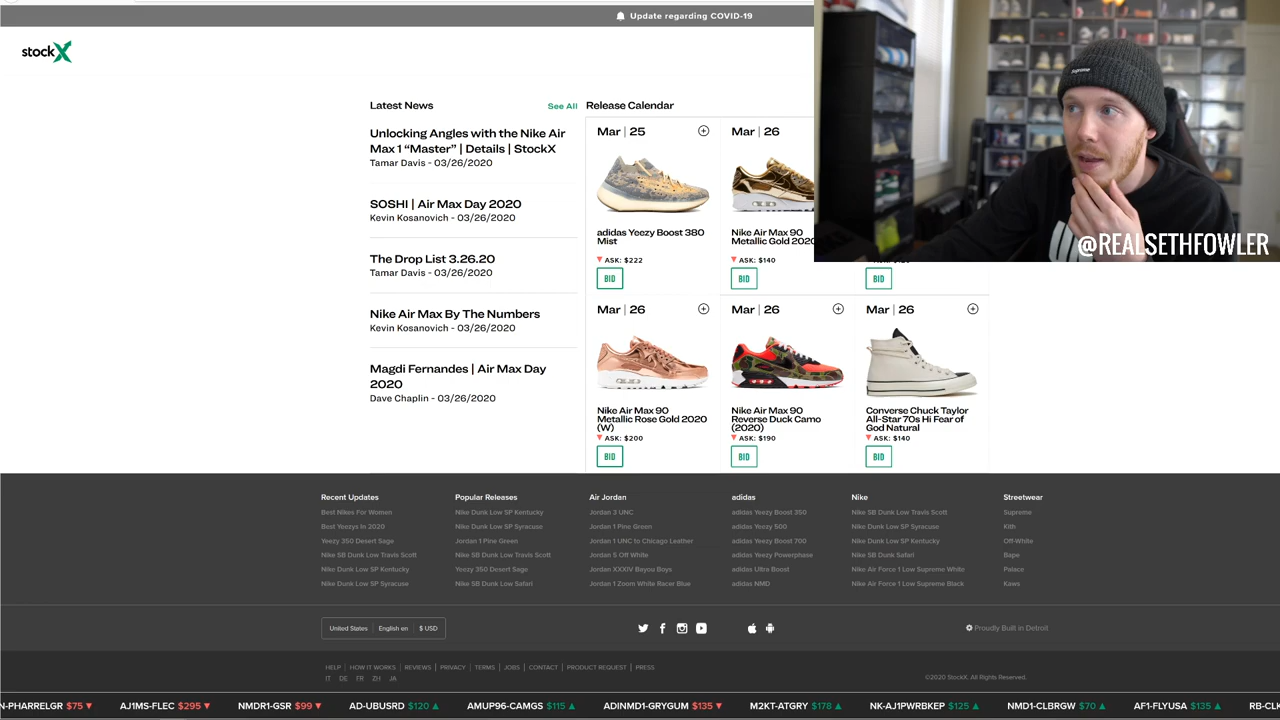 Update regarding COVID-19
stockX
Latest News
See All
Unlocking Angles with the Nike Air
Max 1 “Master” | Details | StockX
Tamar Davis - 03/26/2020
SOSHI | Air Max Day 2020
Kevin Kosanovich - 03/26/2020
The Drop List 3.26.20
Tamar Davis - 03/26/2020
Nike Air Max By The Numbers
Kevin Kosanovich - 03/26/2020
Magdi Fernandes | Air Max Day
2020
Dave Chaplin - 03/26/2020
Release Calendar
Mar | 25
adidas Yeezy Boost 380
Mist
ASK: $222
BID
Mar | 26
Nike Air Max 90
Metallic Gold 2020
ASK: $140
BID
BID
Supreme
@REALSETHFOWLER
Mar | 26
Nike Air Max 90
Metallic Rose Gold 2020
(W)
ASK: $200
BID
Mar | 26
Nike Air Max 90
Reverse Duck Camo
(2020)
ASK: $190
BID
Mar | 26
Converse Chuck Taylor
All-Star 70s Hi Fear of
God Natural
ASK: $140
BID
Recent Updates
Best Nikes For Women
Best Yeezys In 2020
Yeezy 350 Desert Sage
Nike SB Dunk Low Travis Scott
Nike Dunk Low SP Kentucky
Nike Dunk Low SP Syracuse
Popular Releases
Nike Dunk Low SP Kentucky
Nike Dunk Low SP Syracuse
Jordan 1 Pine Green
Nike SB Dunk Low Travis Scott
Yeezy 350 Desert Sage
Nike SB Dunk Low Safari
Air Jordan
Jordan 3 UNC
Jordan 1 Pine Green
Jordan 1 UNC to Chicago Leather
Jordan 5 Off White
Jordan XXXIV Bayou Boys
Jordan 1 Zoom White Racer Blue
adidas
adidas Yeezy Boost 350
adidas Yeezy 500
adidas Yeezy Boost 700
adidas Yeezy Powerphase
adidas Ultra Boost
adidas NMD
Nike
Nike SB Dunk Low Travis Scott
Nike Dunk Low SP Syracuse
Nike Dunk Low SP Kentucky
Nike SB Dunk Safari
Nike Air Force 1 Low Supreme White
Nike Air Force 1 Low Supreme Black
Streetwear
Supreme
Kith
Off-White
Bape
Palace
Kaws
United States | English en | $ USD
Proudly Built in Detroit
HELP | HOW IT WORKS | REVIEWS | PRIVACY | TERMS | JOBS | CONTACT | PRODUCT REQUEST | PRESS
IT DE FR ZH JA
©2020 StockX. All Rights Reserved.
N-PHARRELGR $75 AJ1MS-FLEC $295 NMDR1-GSR $99 AD-UBUSRD $120 AMUP96-CAMGS $115 ADINMD1-GRYGUM $135 M2KT-ATGRY $178 NK-AJ1PWRBKEP $125 NMD1-CLBRGW $70 AF1-FLYUSA $135 RB-CL